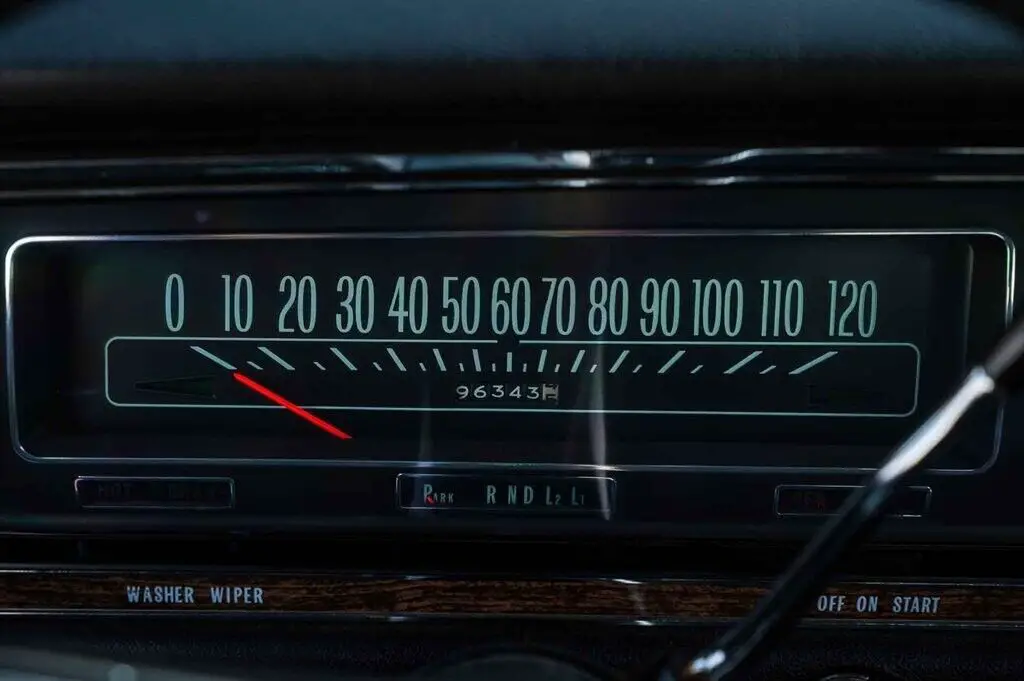 0 10 20 30 40 50 60 70 80 90 100 110 120
96343
PARK R N D L2 L1
WASHER WIPER
OFF ON START